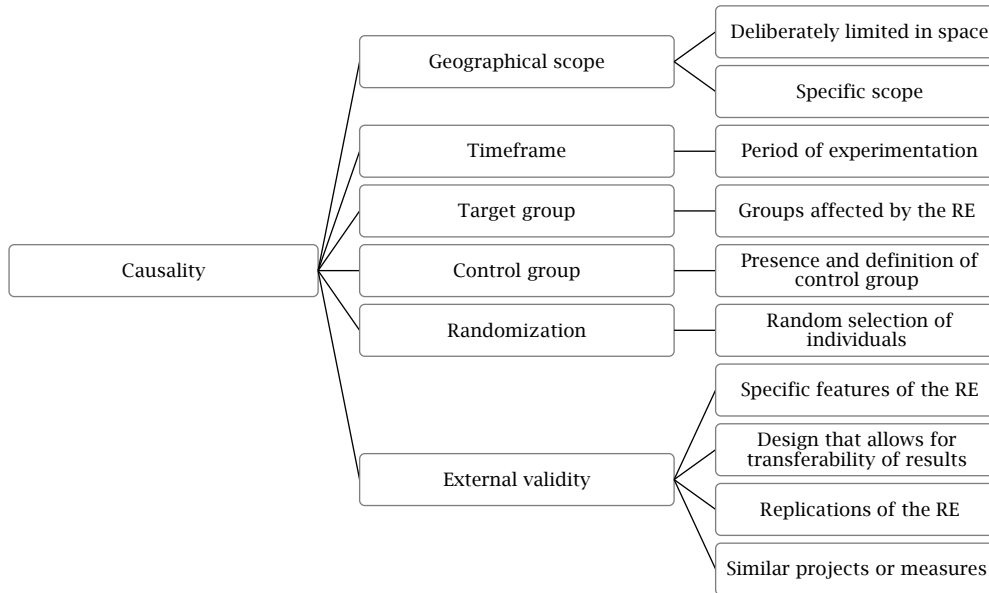 Causality
Geographical scope
Deliberately limited in space
Specific scope
Timeframe
Period of experimentation
Target group
Groups affected by the RE
Control group
Presence and definition of
control group
Randomization
Random selection of
individuals
External validity
Specific features of the RE
Design that allows for
transferability of results
Replications of the RE
Similar projects or measures